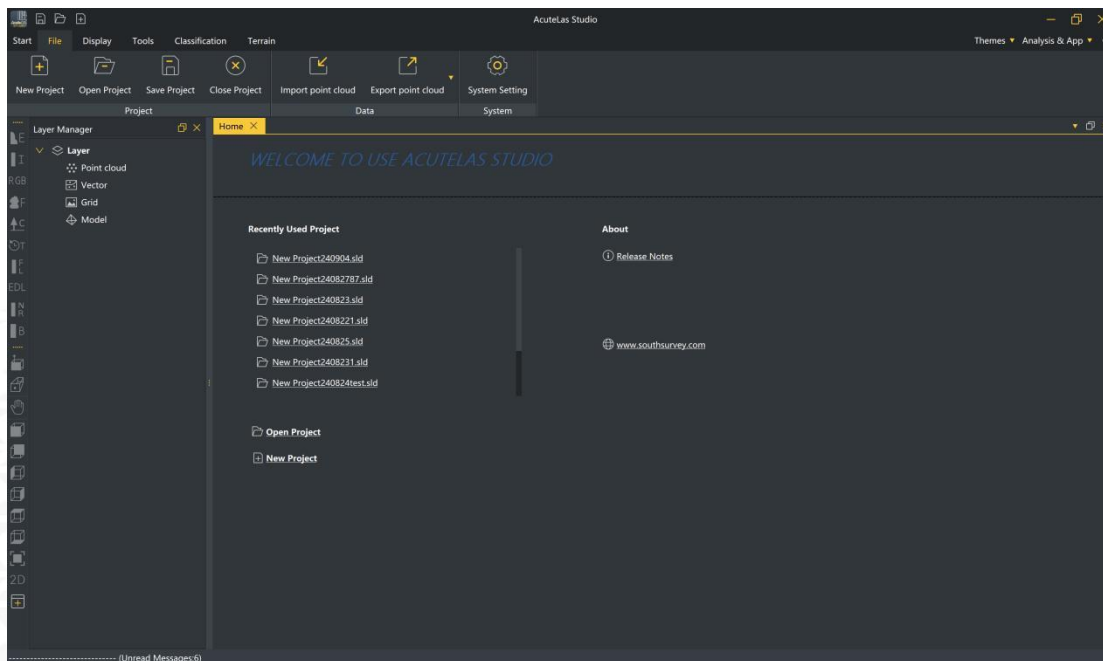 AcuteLas Studio
Start File Display Tools Classification Terrain Themes Analysis & App
New Project Open Project Save Project Close Project Import point cloud Export point cloud System Setting
Project Data System
Layer Manager
Home
Layer
Point cloud
Vector
Grid
Model
E
I
RGB
F
C
T
F L
EDL
N R
B
2D
WELCOME TO USE ACUTELAS STUDIO
Recently Used Project
New Project240904.sld
New Project24082787.sld
New Project240823.sld
New Project2408221.sld
New Project240825.sld
New Project2408231.sld
New Project240824test.sld
Open Project
New Project
About
Release Notes
www.southsurvey.com
----------------------------- (Unread Messages:6)